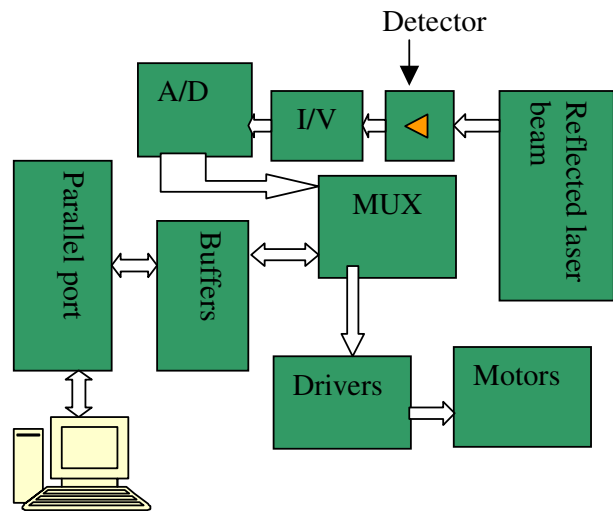 Detector
A/D
I/V
Reflected laser
beam
Parallel port
Buffers
MUX
Drivers
Motors